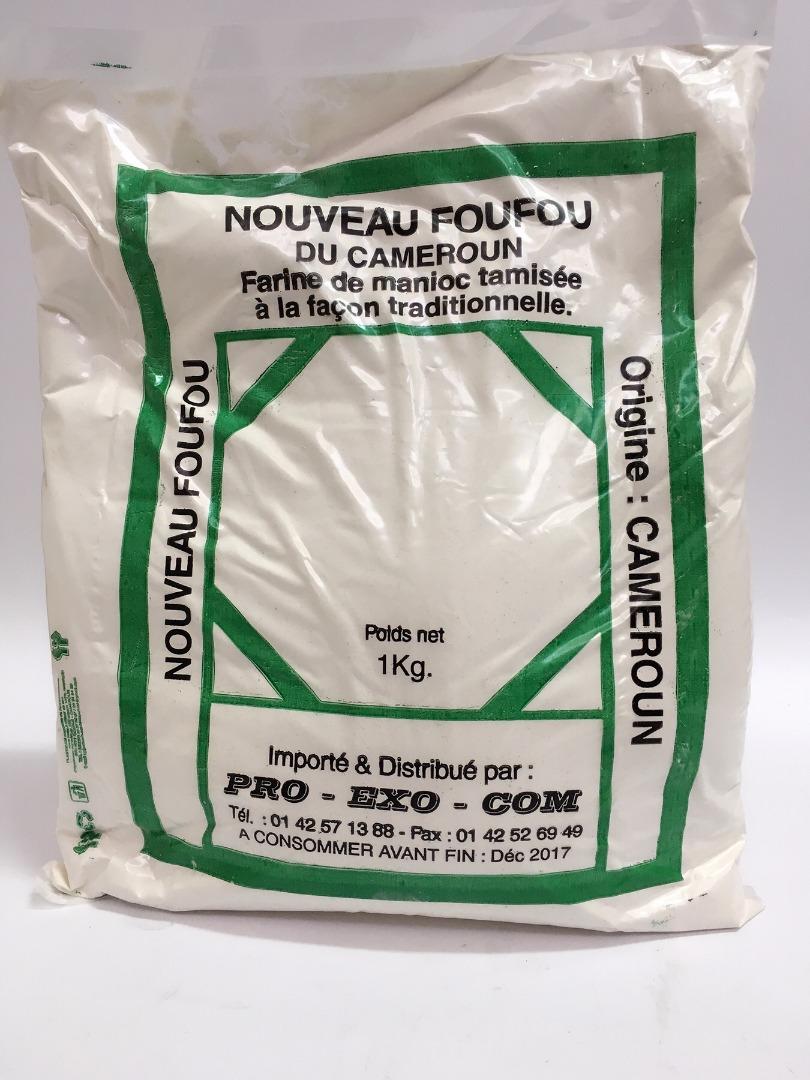 NOUVEAU FOUFOU
DU CAMEROUN
Farine de manioc tamisée
à la façon traditionnelle.
NOUVEAU FOUFOU
Origine : CAMEROUN
Poids net
1Kg.
Importé & Distribué par :
PRO - EXO - COM
Tél. : 01 42 57 13 88 - Fax : 01 42 52 69 49
A CONSOMMER AVANT FIN : Déc 2017